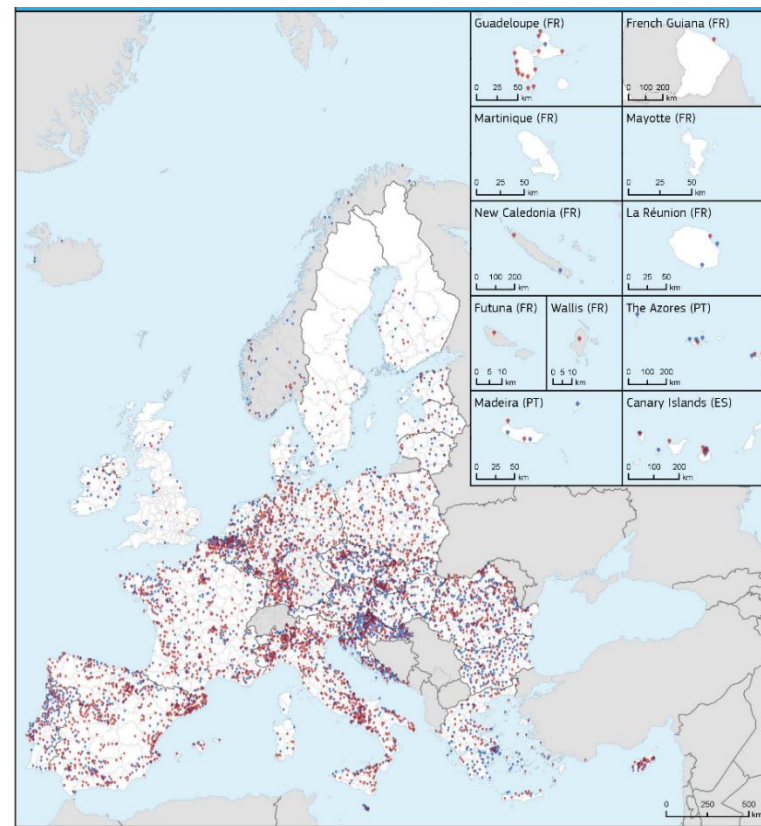 Guadeloupe (FR)
0 25 50
km
French Guiana (FR)
0 100 200
km
Martinique (FR)
0 25 50
km
Mayotte (FR)
0 25 50
km
New Caledonia (FR)
0 100 200
km
La Réunion (FR)
0 25
km
Futuna (FR)
0 5 10
km
Wallis (FR)
0 5 10
km
The Azores (PT)
0 100 200
km
Madeira (PT)
0 25 50
km
Canary Islands (ES)
0 100 200
km
0 250 500
km